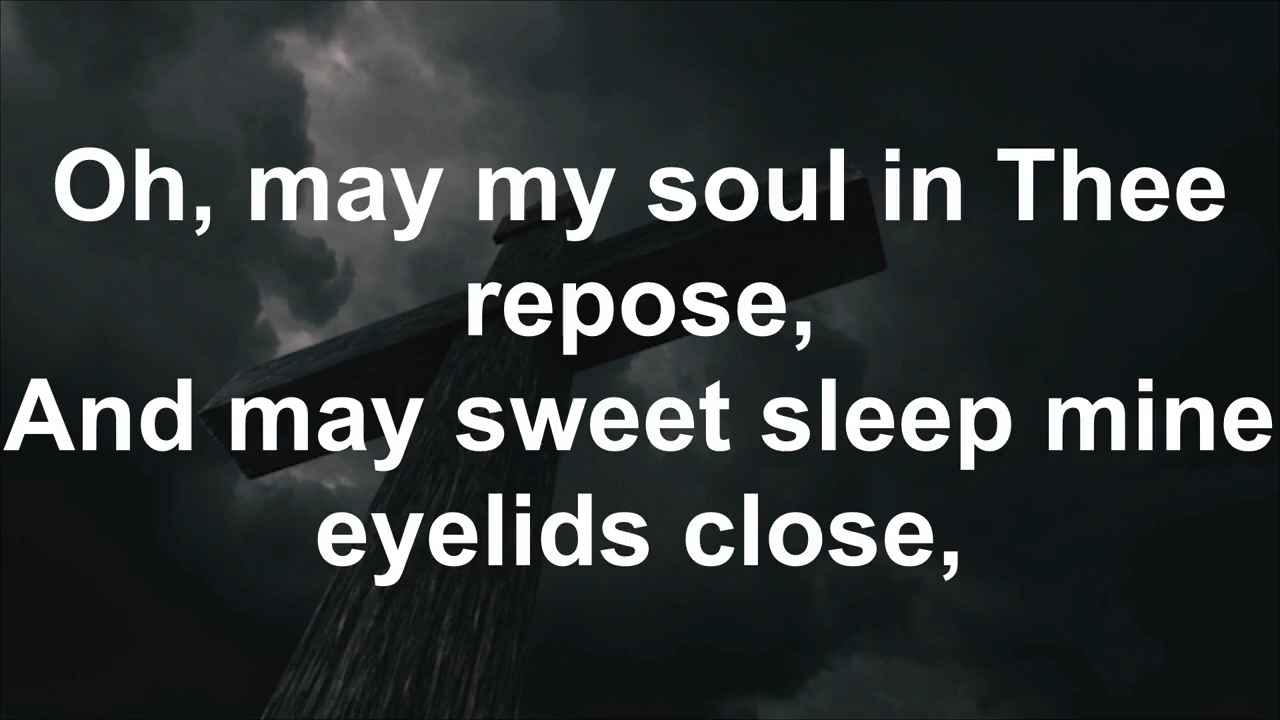 Oh, may my soul in Thee
repose,
And may sweet sleep mine
eyelids close,